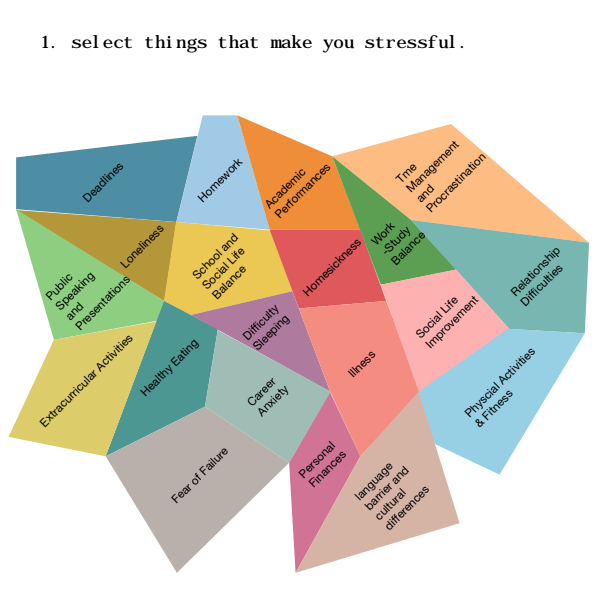 1. select things that make you stressful.
Deadlines
Homework
Academic
Performances
Tme
Management
and
Procrastination
Loneliness
School and
Social Life
Balance
Homesickness
Work
-Study
Balance
Relationship
Difficulties
Public
Speaking
and
Presentations
Difficulty
Sleeping
Social Life
Improvement
Extracurricular Activities
Healthy Eating
Career
Anxiety
Illness
Physcial Activities
& Fitness
Fear of Failure
Personal
Finances
language
barrier and
cultural
differences